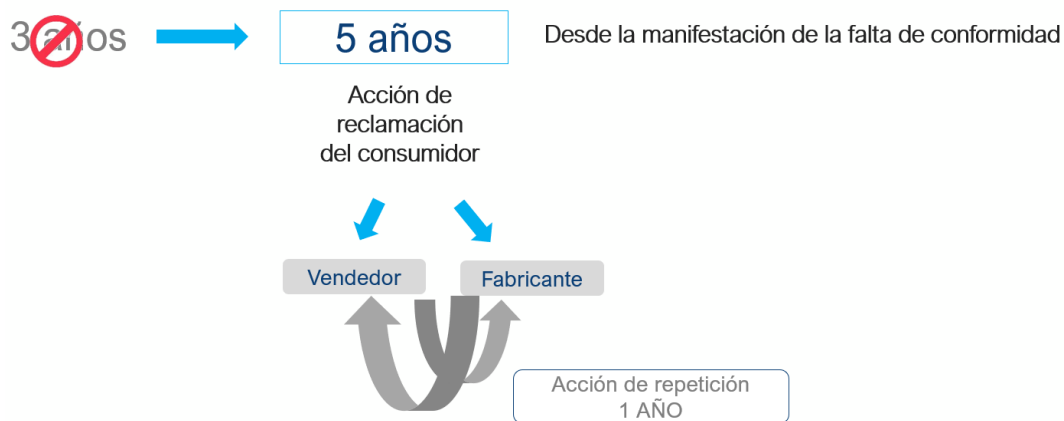 3 años
5 años
Desde la manifestación de la falta de conformidad
Acción de
reclamación
del consumidor
Vendedor
Fabricante
Acción de repetición
1 AÑO